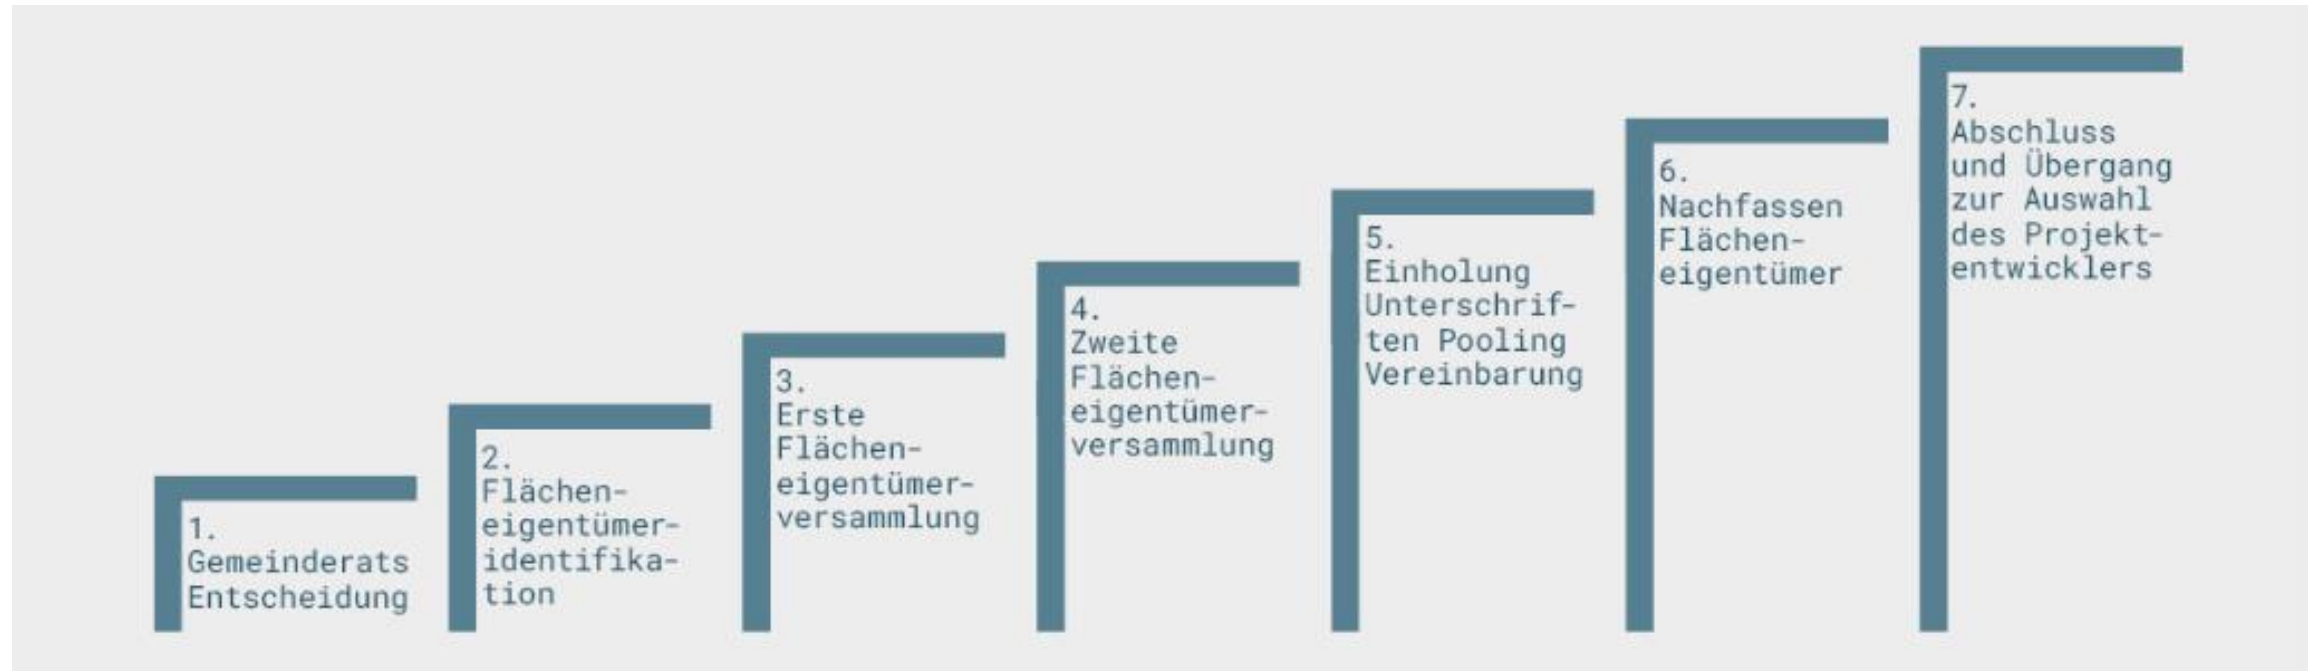 1.
Gemeinderats
Entscheidung
2.
Flächen-
eigentümer-
identifika-
tion
3.
Erste
Flächen-
eigentümer-
versammlung
4.
Zweite
Flächen-
eigentümer-
versammlung
5.
Einholung
Unterschrif-
ten Pooling
Vereinbarung
6.
Nachfassen
Flächen-
eigentümer
7.
Abschluss
und Übergang
zur Auswahl
des Projekt-
entwicklers